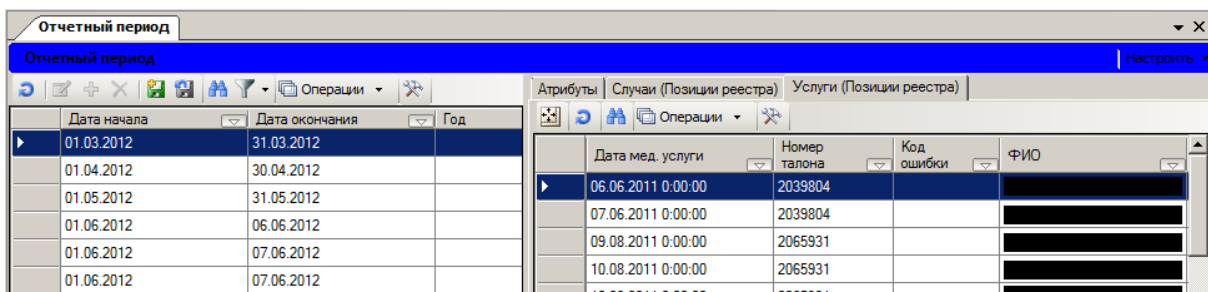 Отчетный период
Отчетный период Настроить
Операции
Атрибуты Случаи (Позиции реестра) Услуги (Позиции реестра)
Операции
Дата начала Дата окончания Год
Дата мед. услуги Номер талона Код ошибки ФИО
01.03.2012 31.03.2012
01.04.2012 30.04.2012
01.05.2012 31.05.2012
01.06.2012 06.06.2012
01.06.2012 07.06.2012
01.06.2012 07.06.2012
06.06.2011 0:00:00 2039804
07.06.2011 0:00:00 2039804
09.08.2011 0:00:00 2065931
10.08.2011 0:00:00 2065931